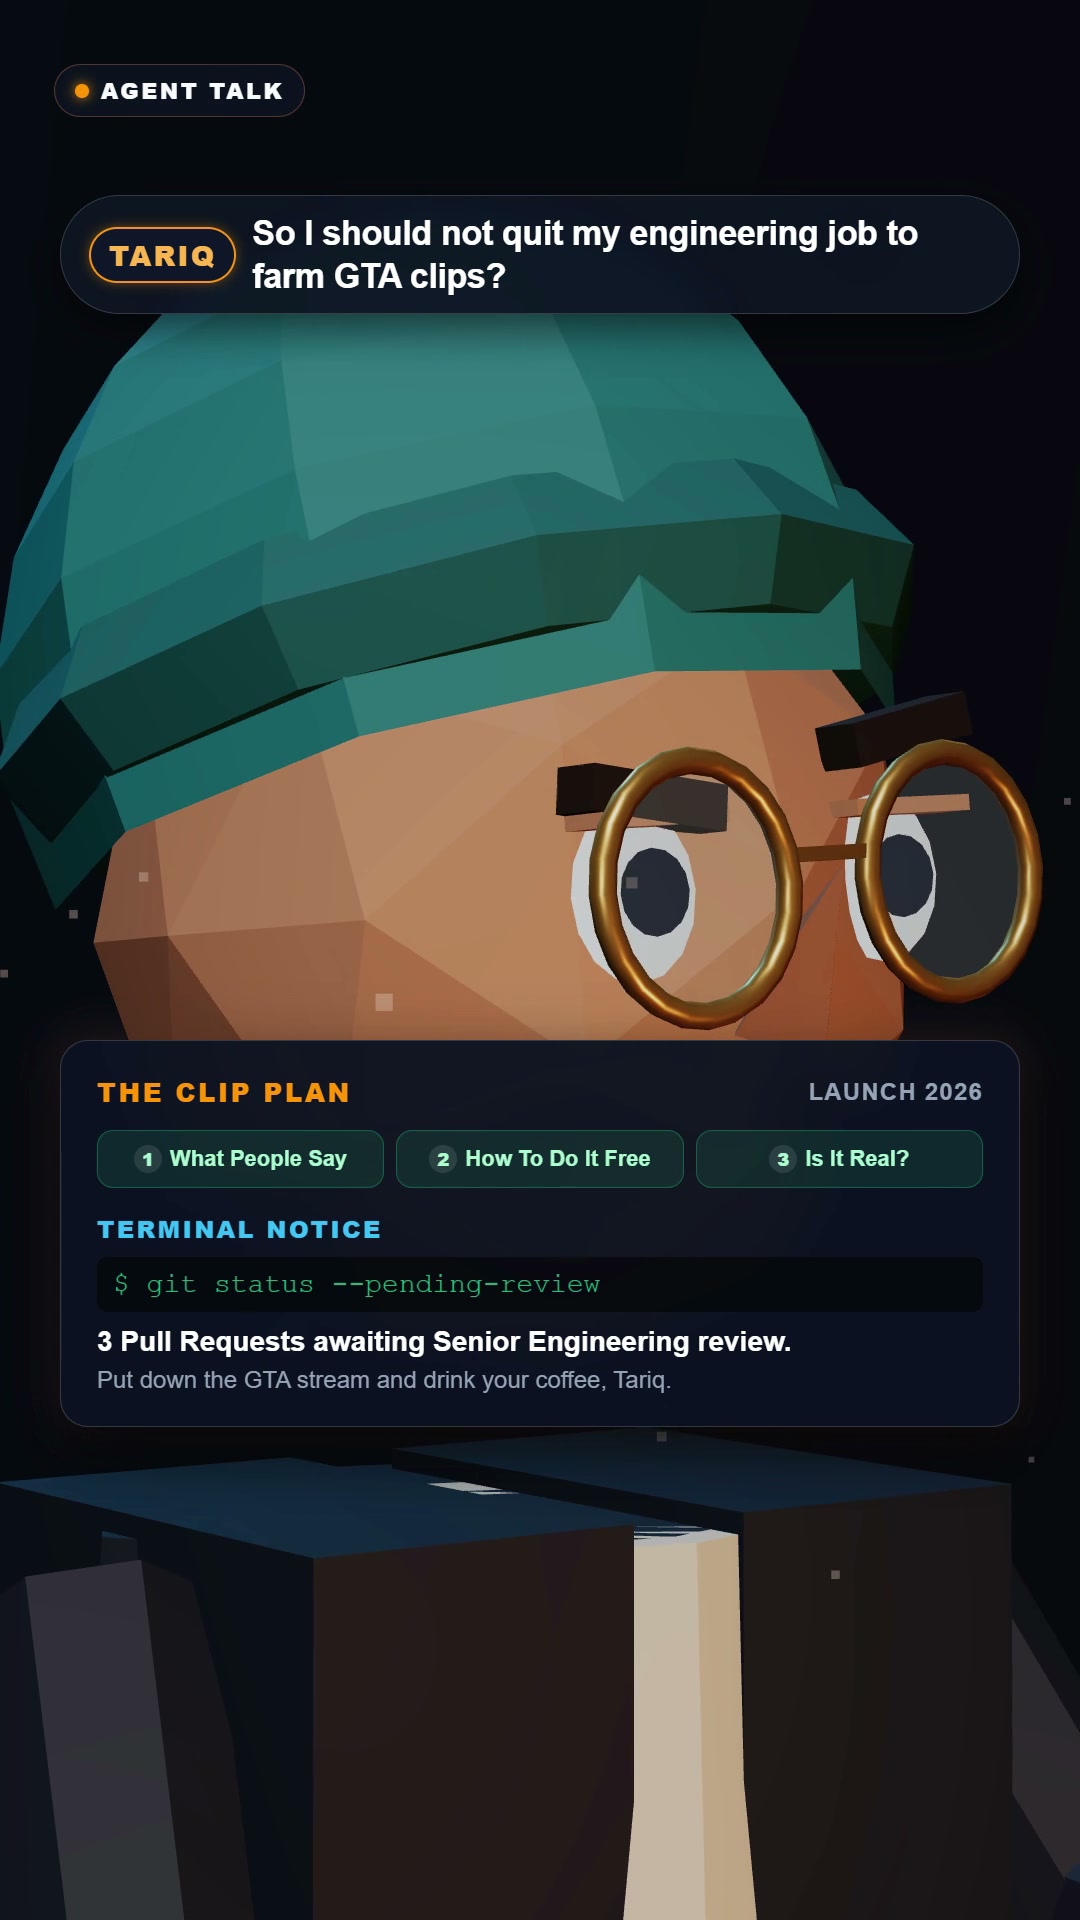 AGENT TALK
TARIQ
So I should not quit my engineering job to
farm GTA clips?
THE CLIP PLAN
LAUNCH 2026
1 What People Say
2 How To Do It Free
3 Is It Real?
TERMINAL NOTICE
$ git status --pending-review
3 Pull Requests awaiting Senior Engineering review.
Put down the GTA stream and drink your coffee, Tariq.